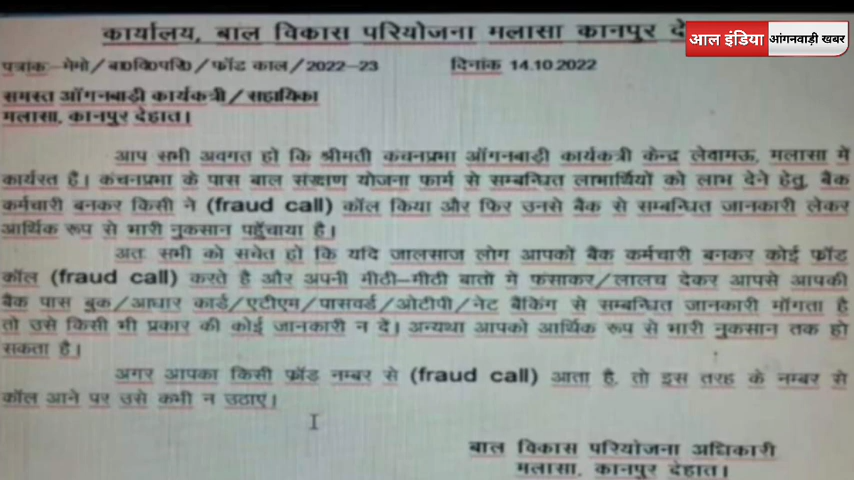 कार्यालय, बाल विकास परियोजना मलासा कानपुर दे
आल इंडिया आंगनवाड़ी खबर
पत्रांक–मेमो/बा0वि0परि0/फॉड काल/2022–23 दिनांक 14.10.2022
समस्त ऑगनबाड़ी कार्यकत्री/सहायिका
मलासा, कानपुर देहात।
आप सभी अवगत हो कि श्रीमती कंचनप्रभा ऑगनबाड़ी कार्यकत्री केन्द्र लेवामऊ, मलासा में
कार्यरत है। कंचनप्रभा के पास बाल संरक्षण योजना फार्म से सम्बन्धित लाभार्थियों को लाभ देने हेतु, बैंक
कर्मचारी बनकर किसी ने (fraud call) कॉल किया और फिर उनसे बैंक से सम्बन्धित जानकारी लेकर
आर्थिक रूप से भारी नुकसान पहुँचाया है।
अतः सभी को सचेत हो कि यदि जालसाज लोग आपको बैंक कर्मचारी बनकर कोई फ्रॉड
कॉल (fraud call) करते है और अपनी मीठी–मीठी बातो में फंसाकर/लालच देकर आपसे आपकी
बैंक पास बुक/आधार कार्ड/एटीएम/पासवर्ड/ओटीपी/नेट बैंकिंग से सम्बन्धित जानकारी मॉगता है
तो उसे किसी भी प्रकार की कोई जानकारी न दें। अन्यथा आपको आर्थिक रूप से भारी नुकसान तक हो
सकता है।
अगर आपका किसी फ्रॉड नम्बर से (fraud call) आता है, तो इस तरह के नम्बर से
कॉल आने पर उसे कभी न उठाएं।
बाल विकास परियोजना अधिकारी
मलासा, कानपुर देहात।